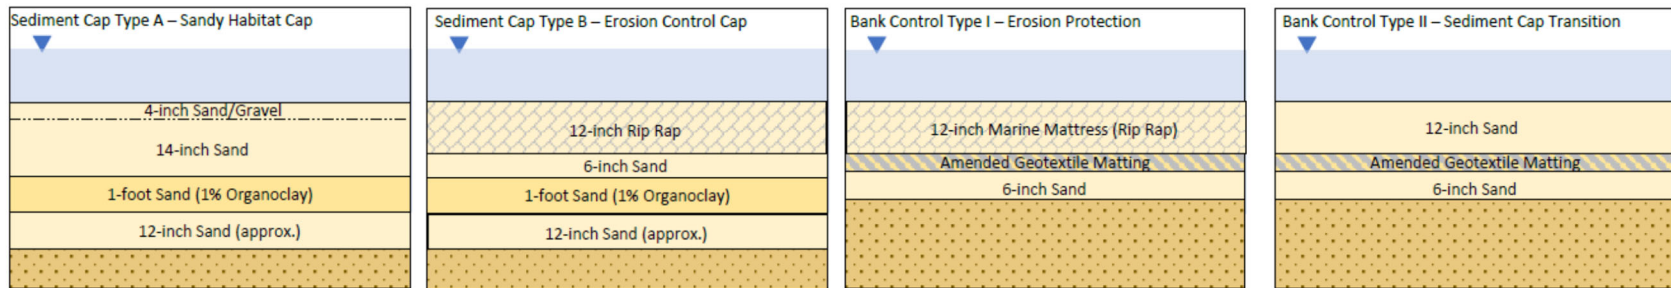 Sediment Cap Type A – Sandy Habitat Cap
4-inch Sand/Gravel
14-inch Sand
1-foot Sand (1% Organoclay)
12-inch Sand (approx.)
Sediment Cap Type B – Erosion Control Cap
12-inch Rip Rap
6-inch Sand
1-foot Sand (1% Organoclay)
12-inch Sand (approx.)
Bank Control Type I – Erosion Protection
12-inch Marine Mattress (Rip Rap)
Amended Geotextile Matting
6-inch Sand
Bank Control Type II – Sediment Cap Transition
12-inch Sand
Amended Geotextile Matting
6-inch Sand